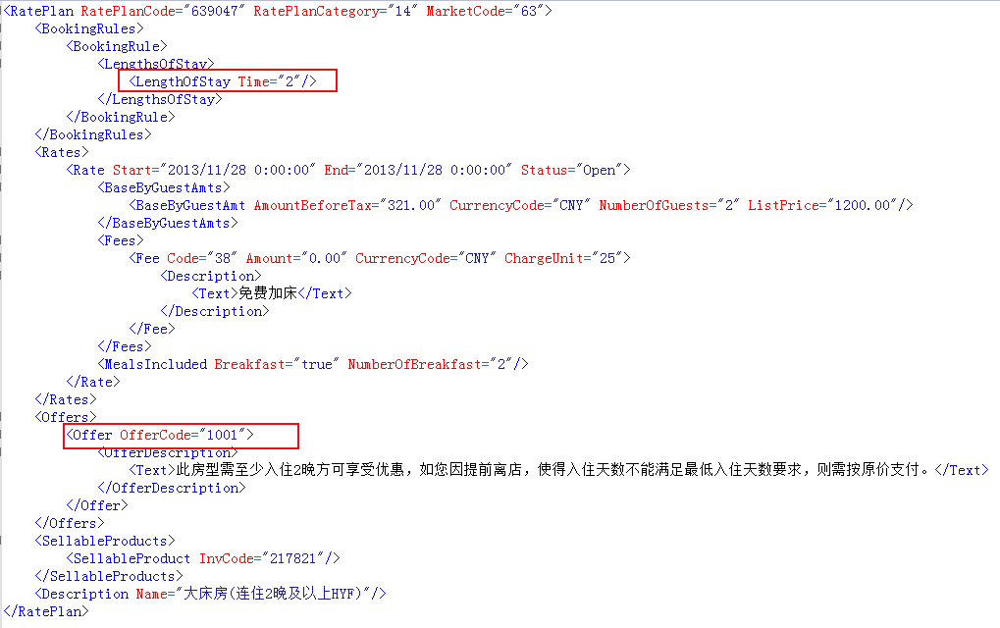 <RatePlan RatePlanCode="639047" RatePlanCategory="14" MarketCode="63">
<BookingRules>
<BookingRule>
<LengthsOfStay>
<LengthOfStay Time="2"/>
</LengthsOfStay>
</BookingRule>
</BookingRules>
<Rates>
<Rate Start="2013/11/28 0:00:00" End="2013/11/28 0:00:00" Status="Open">
<BaseByGuestAmts>
<BaseByGuestAmt AmountBeforeTax="321.00" CurrencyCode="CNY" NumberOfGuests="2" ListPrice="1200.00"/>
</BaseByGuestAmts>
<Fees>
<Fee Code="38" Amount="0.00" CurrencyCode="CNY" ChargeUnit="25">
<Description>
<Text>免费加床</Text>
</Description>
</Fee>
</Fees>
<MealsIncluded Breakfast="true" NumberOfBreakfast="2"/>
</Rate>
</Rates>
<Offers>
<Offer OfferCode="1001">
<OfferDescription>
<Text>此房型需至少入住2晚方可享受优惠，如您因提前离店，使得入住天数不能满足最低入住天数要求，则需按原价支付。</Text>
</OfferDescription>
</Offer>
</Offers>
<SellableProducts>
<SellableProduct InvCode="217821"/>
</SellableProducts>
<Description Name="大床房(连住2晚及以上HYF)"/>
</RatePlan>